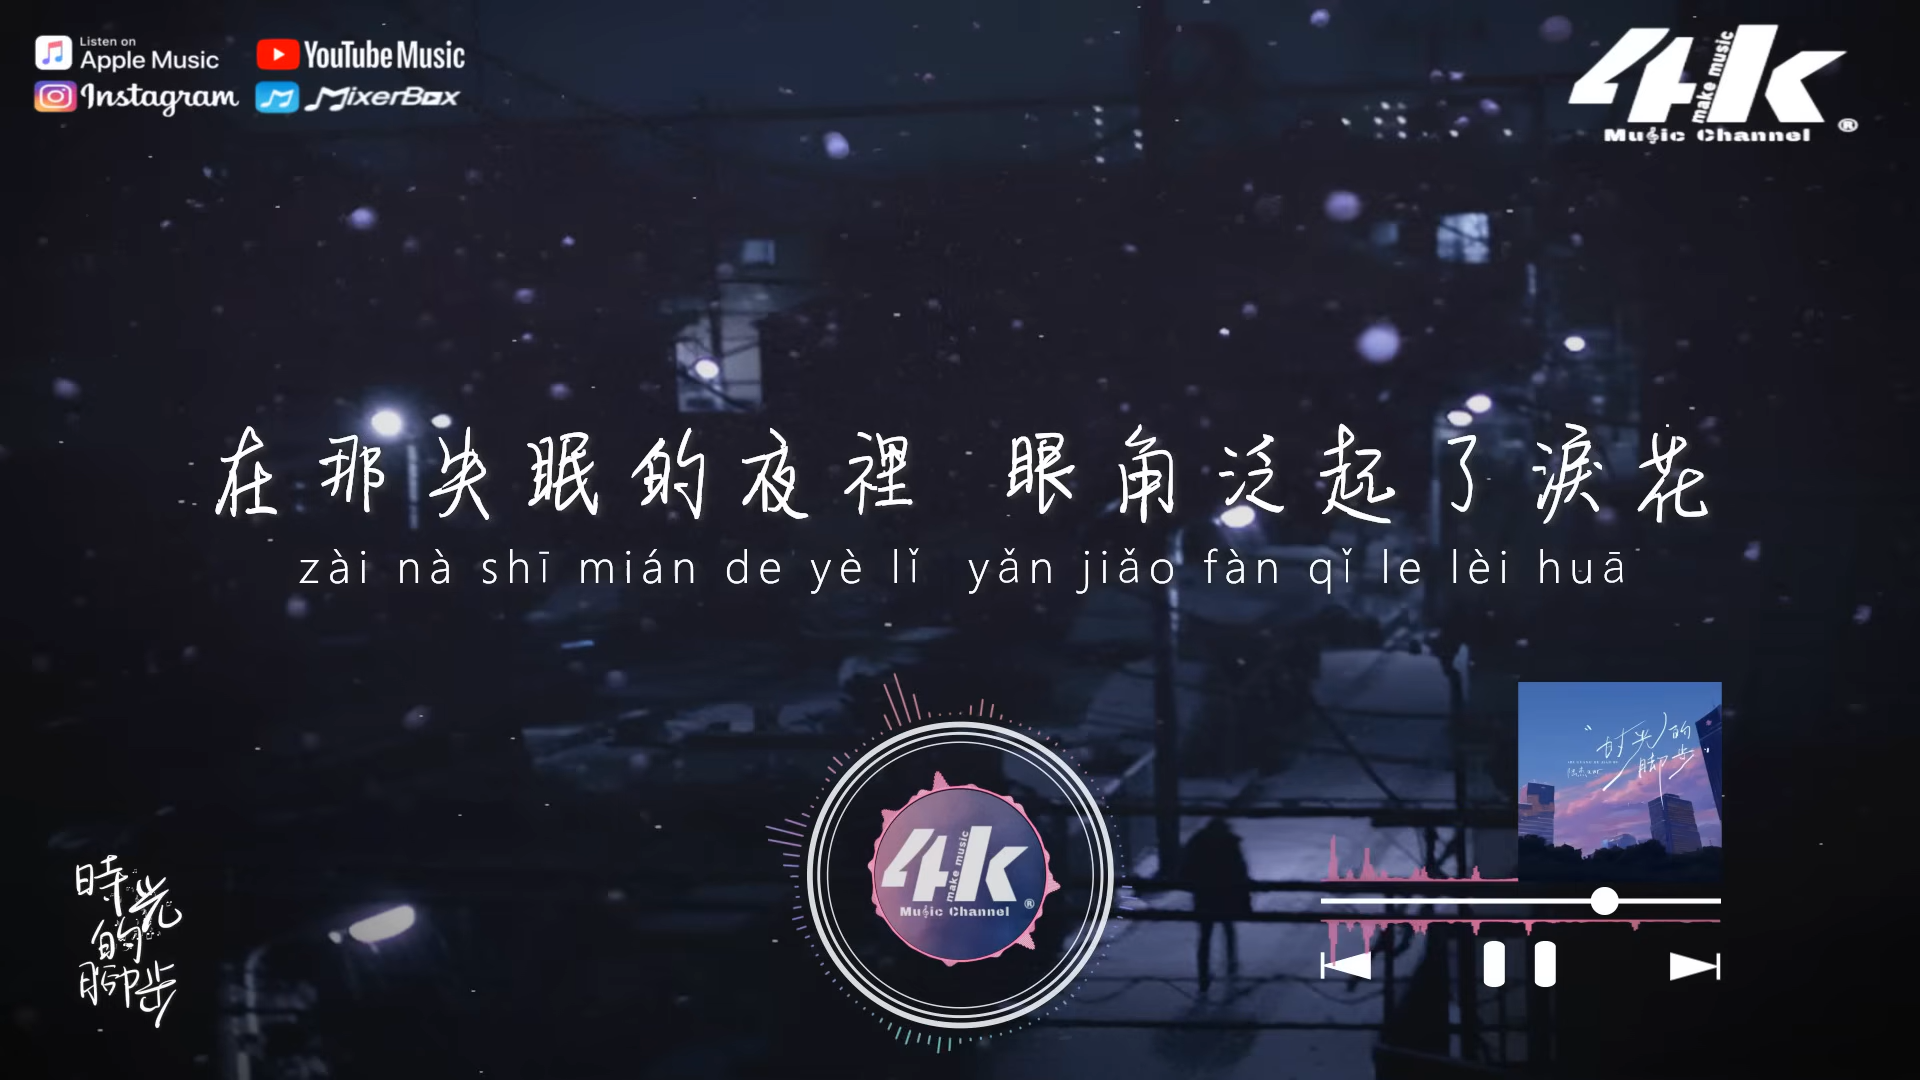 Listen on
Apple Music
YouTube Music
Instagram
MixerBox
4k
make music
Music Channel
®
在那失眠的夜裡 眼角泛起了淚花
zài nà shī mián de yè lǐ yǎn jiǎo fàn qǐ le lèi huā
"时光的
脚步"
4k
make music
Music Channel
®
時光
的
腳步